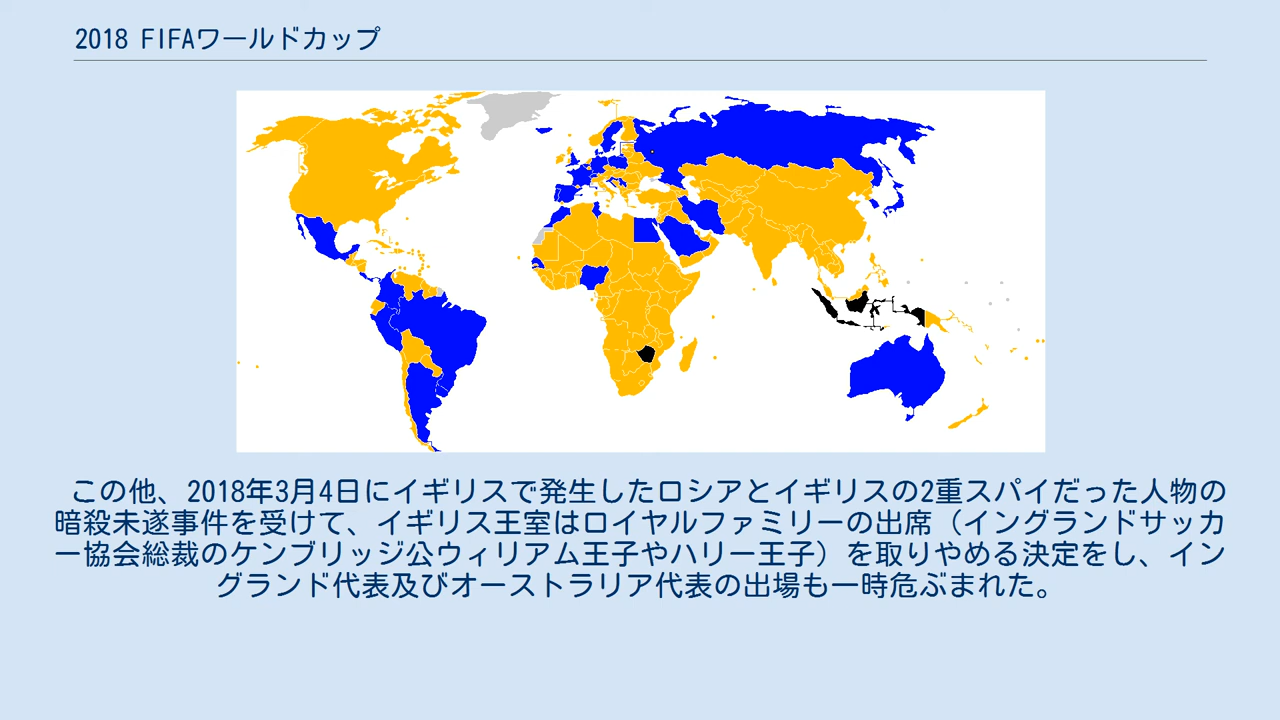 2018 FIFAワールドカップ
この他、2018年3月4日にイギリスで発生したロシアとイギリスの2重スパイだった人物の
暗殺未遂事件を受けて、イギリス王室はロイヤルファミリーの出席（イングランドサッカ
ー協会総裁のケンブリッジ公ウィリアム王子やハリー王子）を取りやめる決定をし、イン
グランド代表及びオーストラリア代表の出場も一時危ぶまれた。